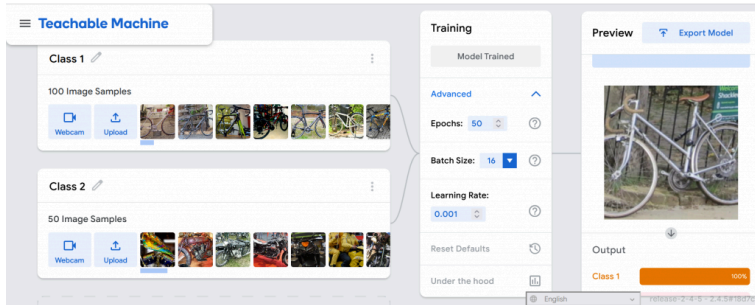 Teachable Machine
Class 1
100 Image Samples
Webcam
Upload
Class 2
50 Image Samples
Webcam
Upload
Training
Model Trained
Advanced
Epochs: 50
Batch Size: 16
Learning Rate:
0.001
Reset Defaults
Under the hood
English
Preview
Export Model
Output
Class 1
100%